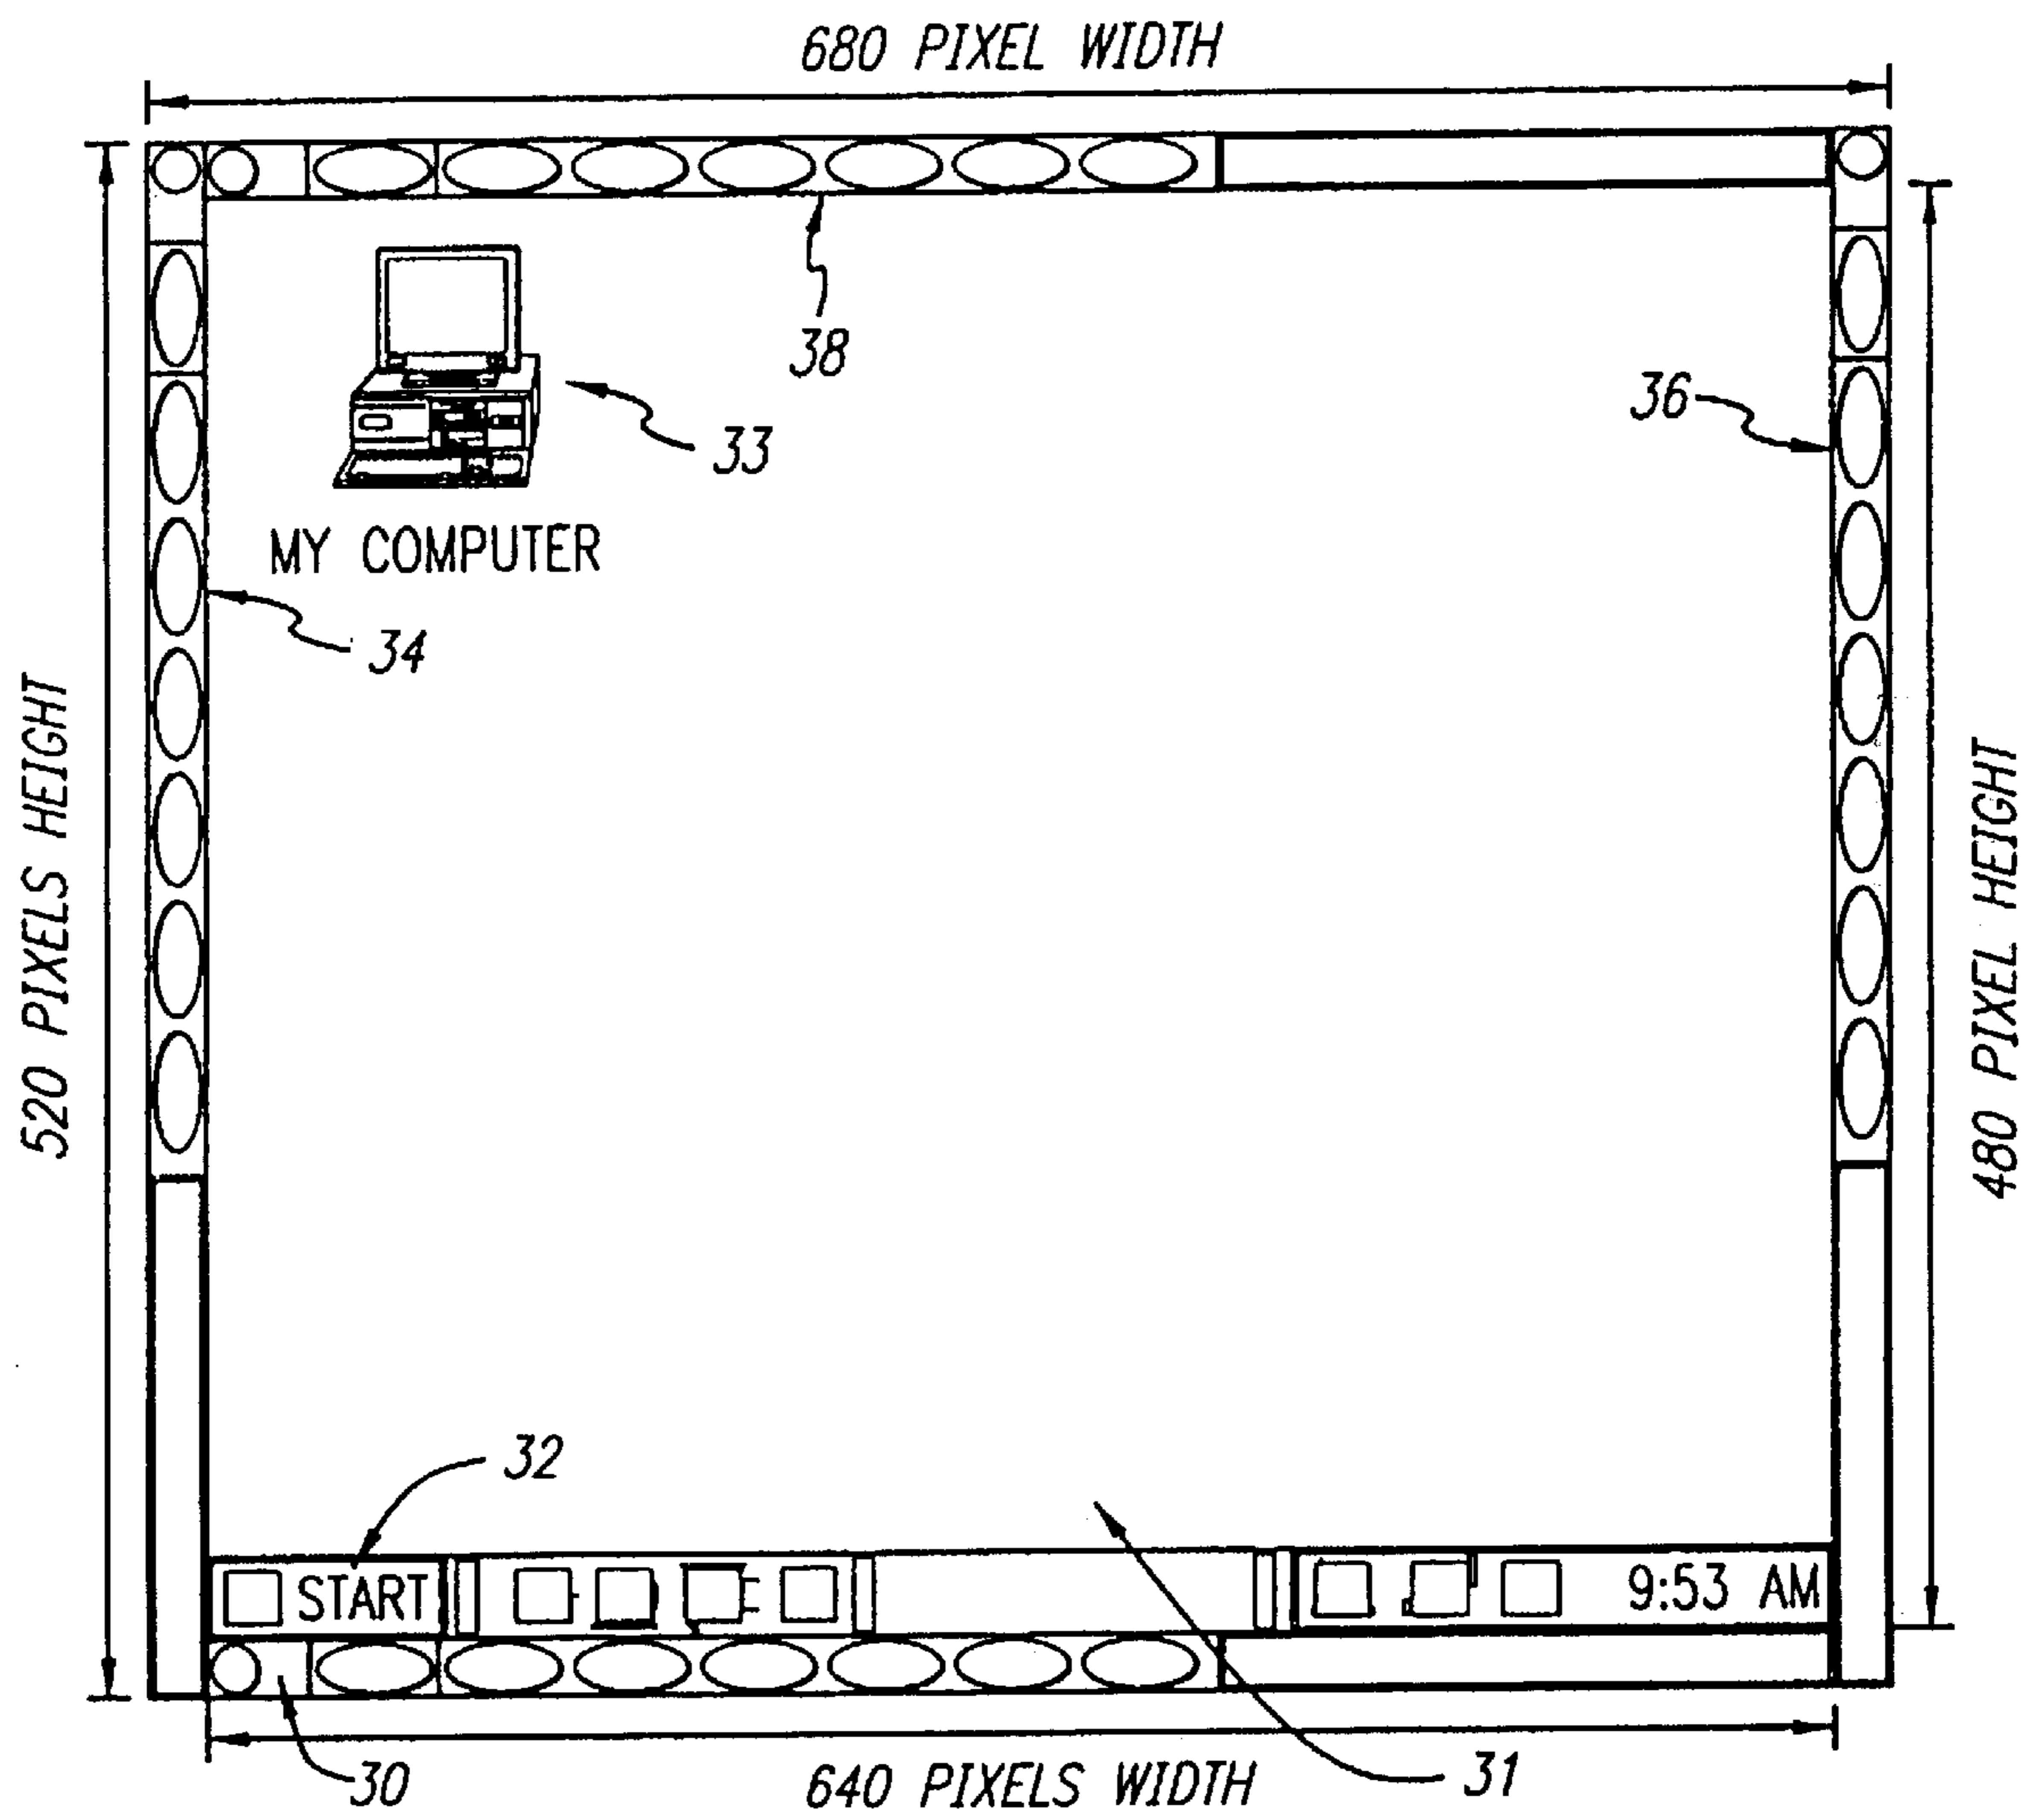 680 PIXEL WIDTH
38
36
33
MY COMPUTER
34
520 PIXELS HEIGHT
480 PIXEL HEIGHT
32
START
9:53 AM
30
640 PIXELS WIDTH
31